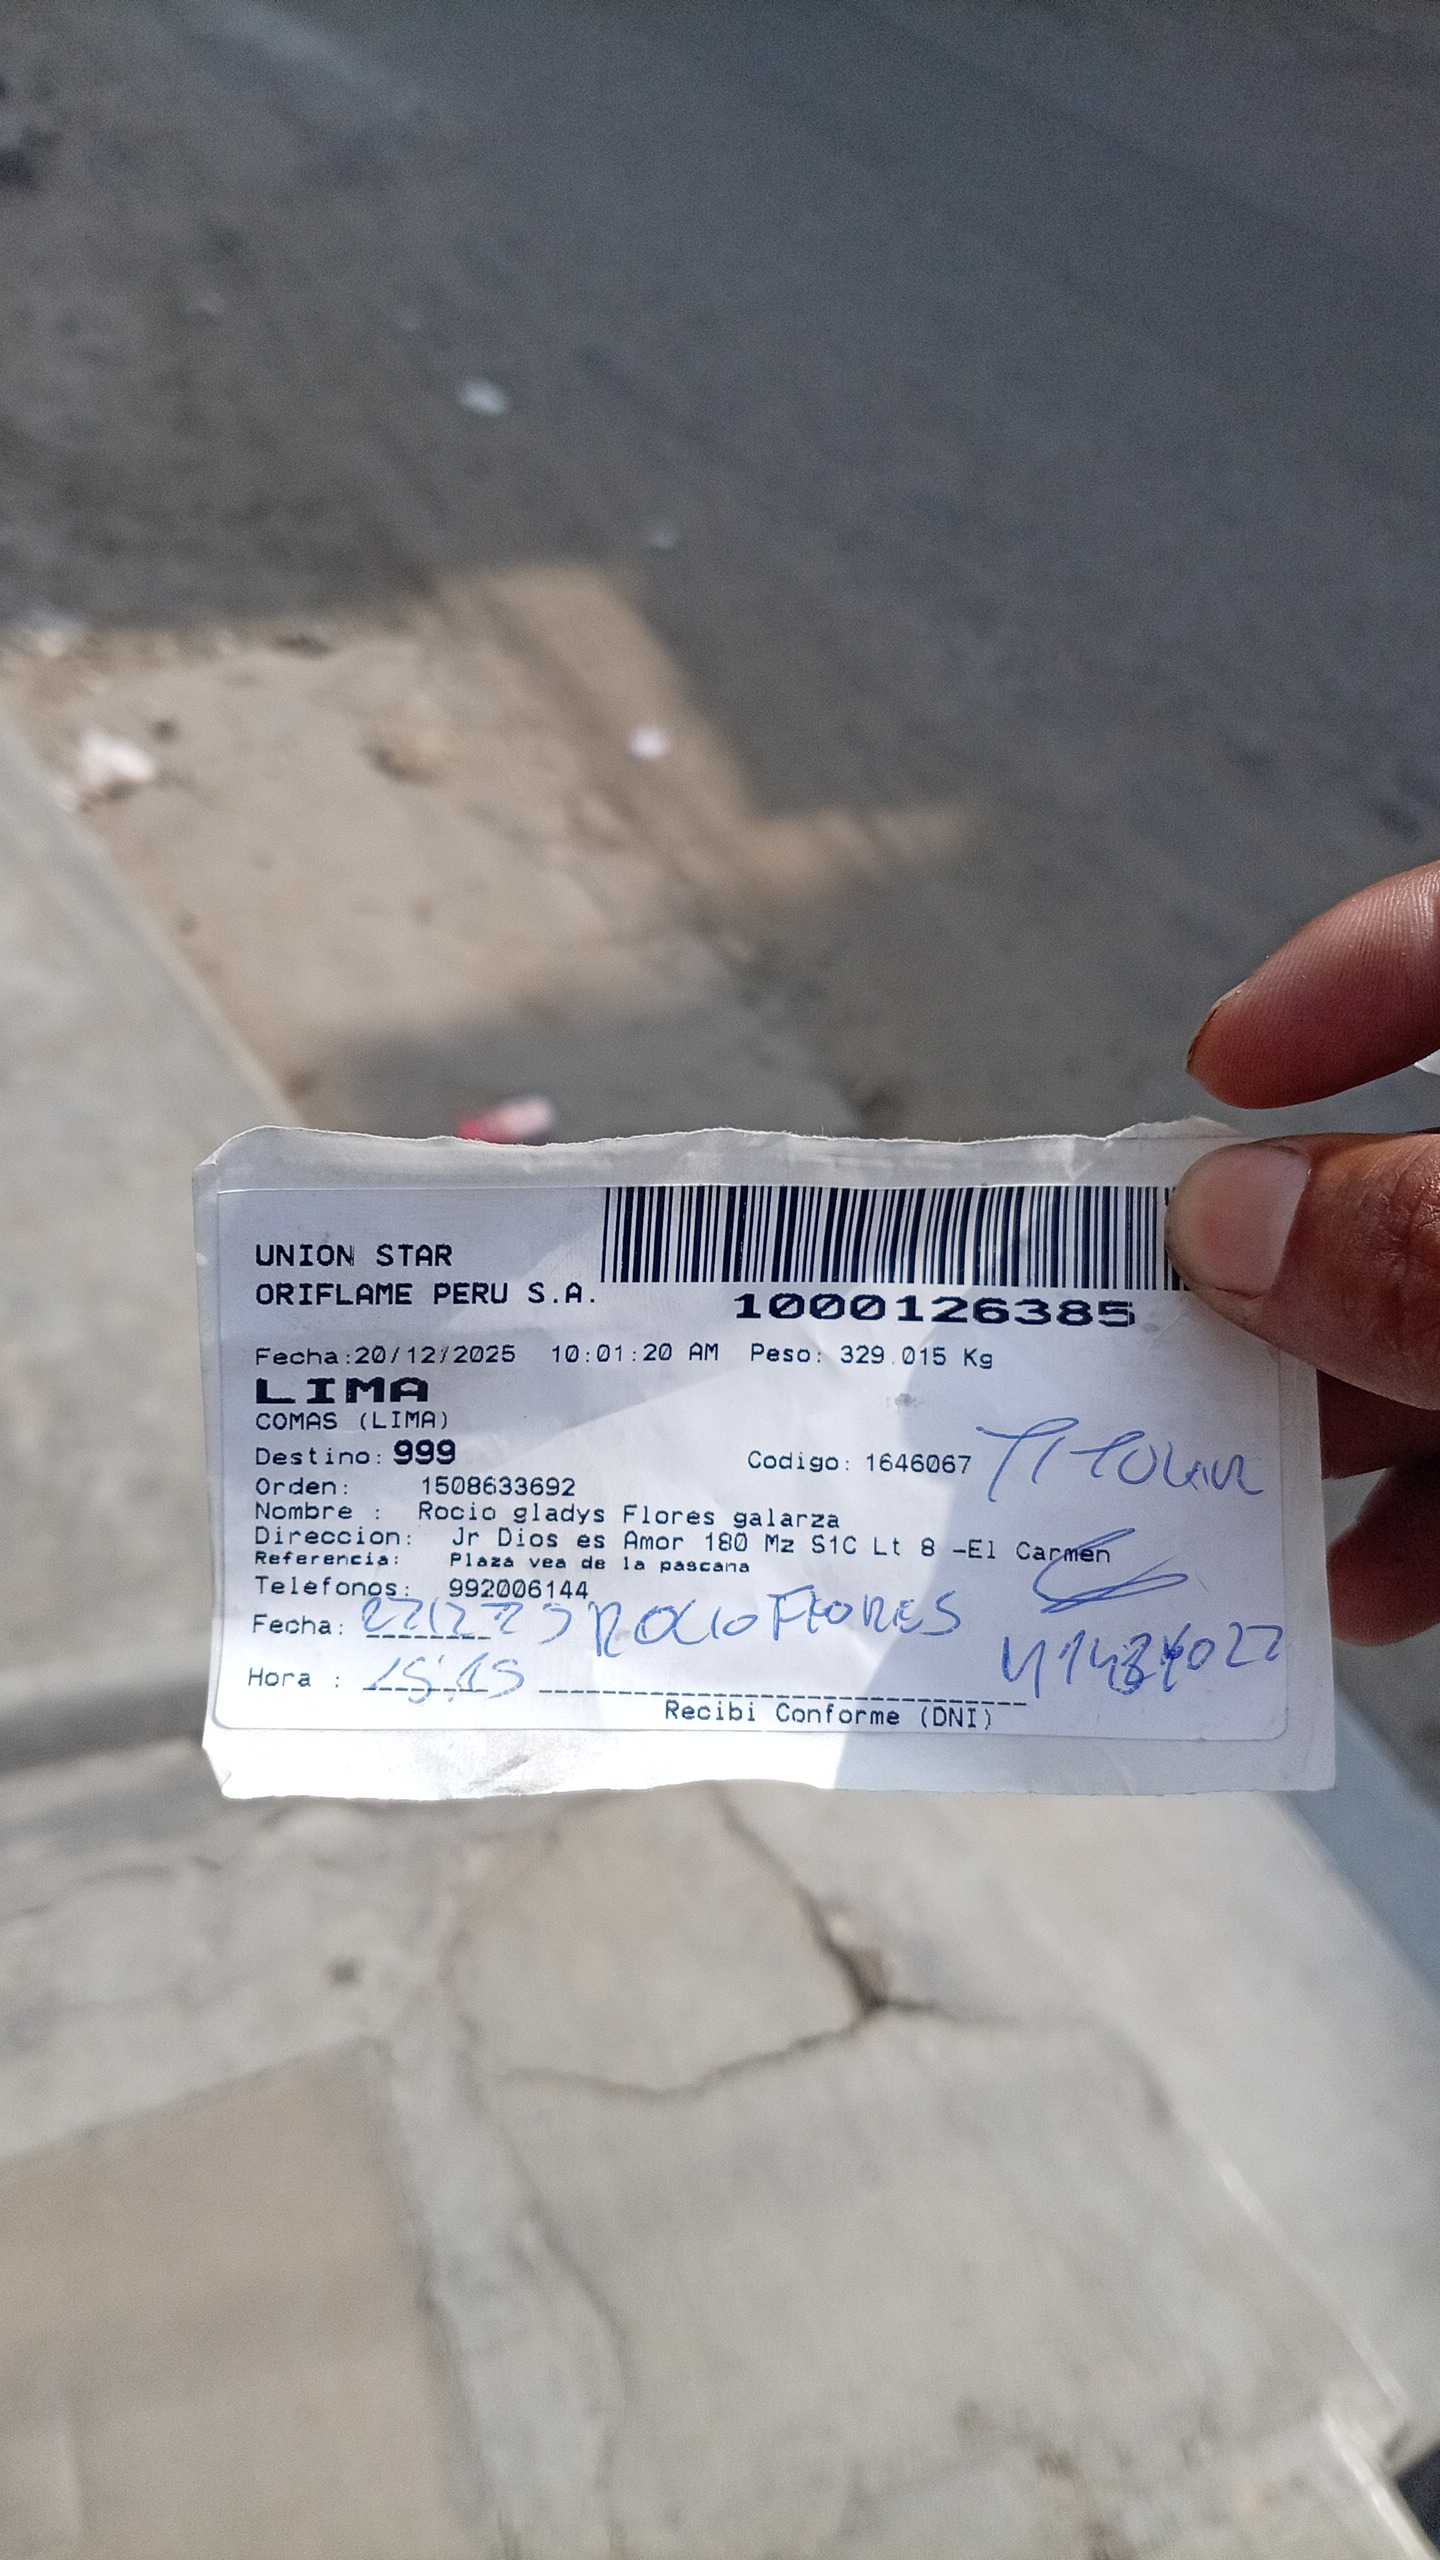 UNION STAR
ORIFLAME PERU S.A.
1000126385
Fecha:20/12/2025 10:01:20 AM Peso: 329.015 Kg
LIMA
COMAS (LIMA)
Destino: 999 Codigo: 1646067 TITULAR
Orden: 1508633692
Nombre : Rocio gladys Flores galarza
Direccion: Jr Dios es Amor 180 Mz S1C Lt 8 -El Carmen
Referencia: Plaza vea de la pascana
Telefonos: 992006144
Fecha: ROCIO FLORES
Hora : 15:15
Recibi Conforme (DNI)